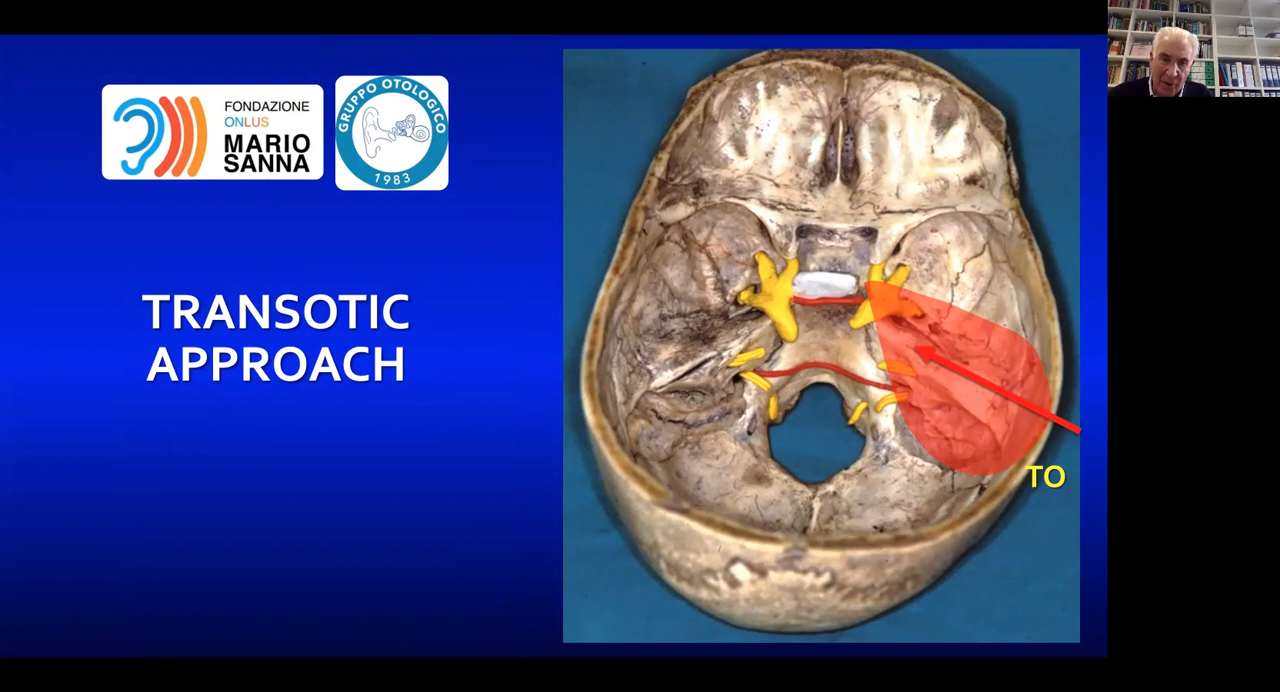 FONDAZIONE
ONLUS
MARIO
SANNA
GRUPPO OTOLOGICO
1983
TRANSOTIC
APPROACH
TO